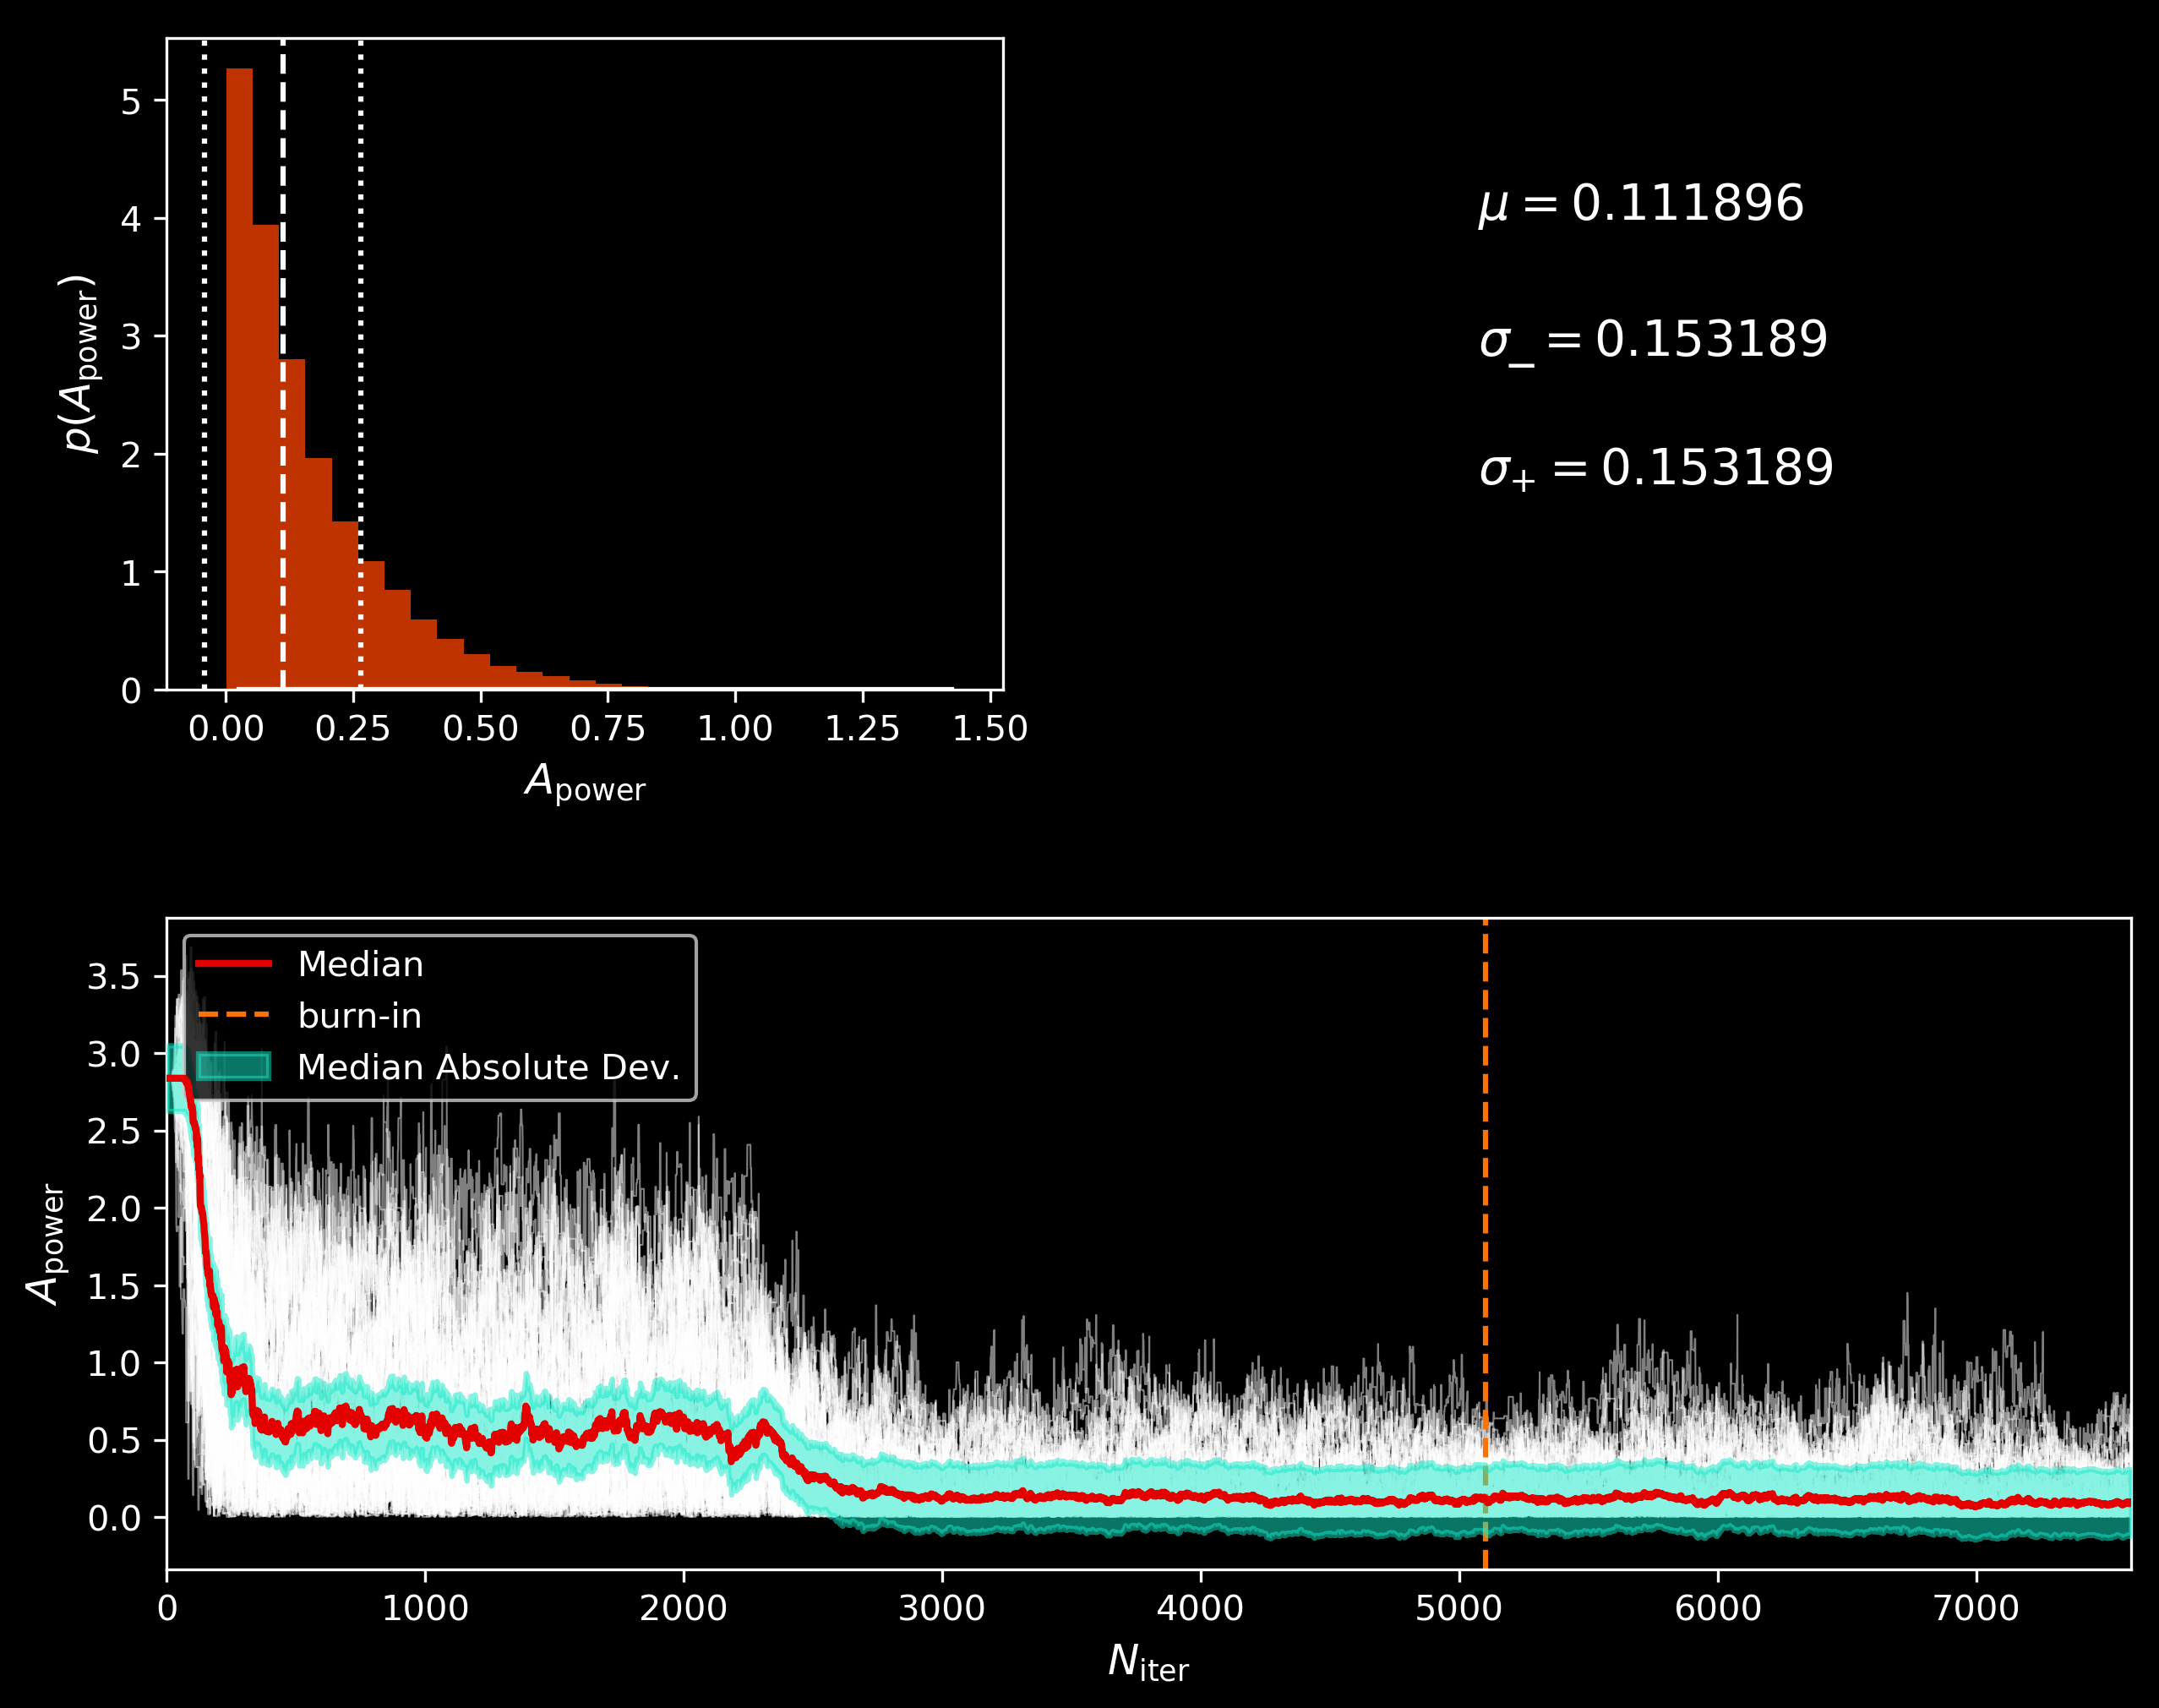 5
4
3
2
1
0
p(A_power)
0.00 0.25 0.50 0.75 1.00 1.25 1.50
A_power
μ = 0.111896
σ_− = 0.153189
σ_+ = 0.153189
Median
burn-in
Median Absolute Dev.
3.5
3.0
2.5
2.0
1.5
1.0
0.5
0.0
A_power
0 1000 2000 3000 4000 5000 6000 7000
N_iter